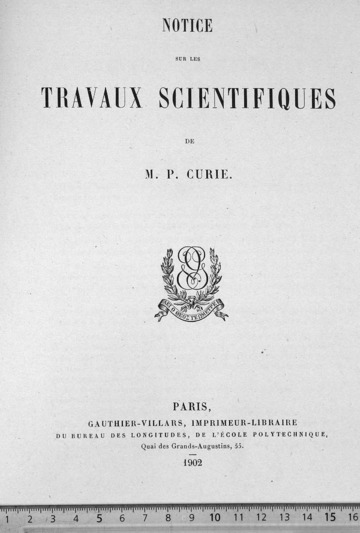 NOTICE
SUR LES
TRAVAUX SCIENTIFIQUES
DE
M. P. CURIE.
PARIS,
GAUTHIER-VILLARS, IMPRIMEUR-LIBRAIRE
DU BUREAU DES LONGITUDES, DE L'ÉCOLE POLYTECHNIQUE,
Quai des Grands-Augustins, 55.
1902
1 2 3 4 5 6 7 8 9 10 11 12 13 14 15 16